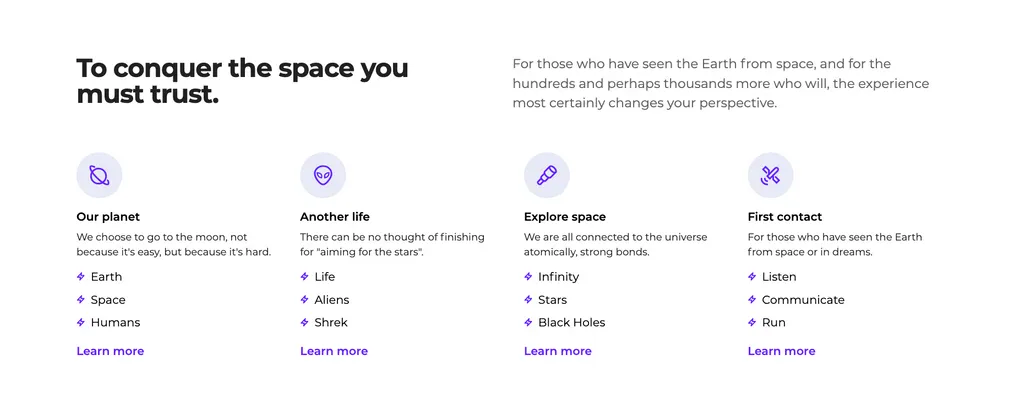 To conquer the space you
must trust.
For those who have seen the Earth from space, and for the
hundreds and perhaps thousands more who will, the experience
most certainly changes your perspective.
Our planet
We choose to go to the moon, not
because it's easy, but because it's hard.
Earth
Space
Humans
Learn more
Another life
There can be no thought of finishing
for "aiming for the stars".
Life
Aliens
Shrek
Learn more
Explore space
We are all connected to the universe
atomically, strong bonds.
Infinity
Stars
Black Holes
Learn more
First contact
For those who have seen the Earth
from space or in dreams.
Listen
Communicate
Run
Learn more